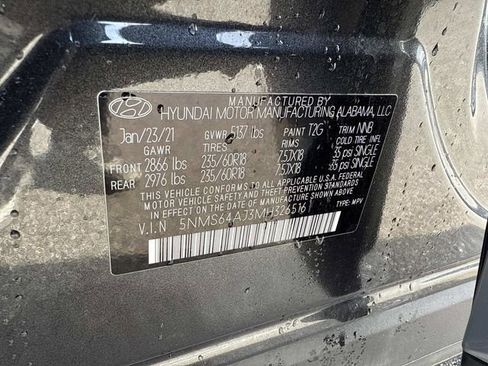 MANUFACTURED BY
HYUNDAI MOTOR MANUFACTURING ALABAMA, LLC
Jan/23/21 GVWR 5137 lbs PAINT T2G TRIM NNB
GAWR TIRES RIMS COLD TIRE INFL.
FRONT 2866 lbs 235/60R18 7.5JX18 35 psi SINGLE
REAR 2976 lbs 235/60R18 7.5JX18 35 psi SINGLE
THIS VEHICLE CONFORMS TO ALL APPLICABLE U.S.A. FEDERAL
MOTOR VEHICLE SAFETY AND THEFT PREVENTION STANDARDS
IN EFFECT ON THE DATE OF MANUFACTURE SHOWN ABOVE.
V.I.N 5NMS64AJ3MH326516 TYPE: MPV